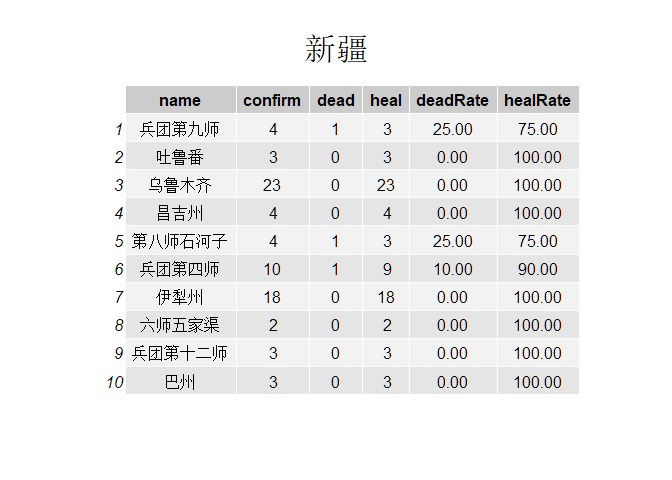 新疆
name confirm dead heal deadRate healRate
1 兵团第九师 4 1 3 25.00 75.00
2 吐鲁番 3 0 3 0.00 100.00
3 乌鲁木齐 23 0 23 0.00 100.00
4 昌吉州 4 0 4 0.00 100.00
5 第八师石河子 4 1 3 25.00 75.00
6 兵团第四师 10 1 9 10.00 90.00
7 伊犁州 18 0 18 0.00 100.00
8 六师五家渠 2 0 2 0.00 100.00
9 兵团第十二师 3 0 3 0.00 100.00
10 巴州 3 0 3 0.00 100.00